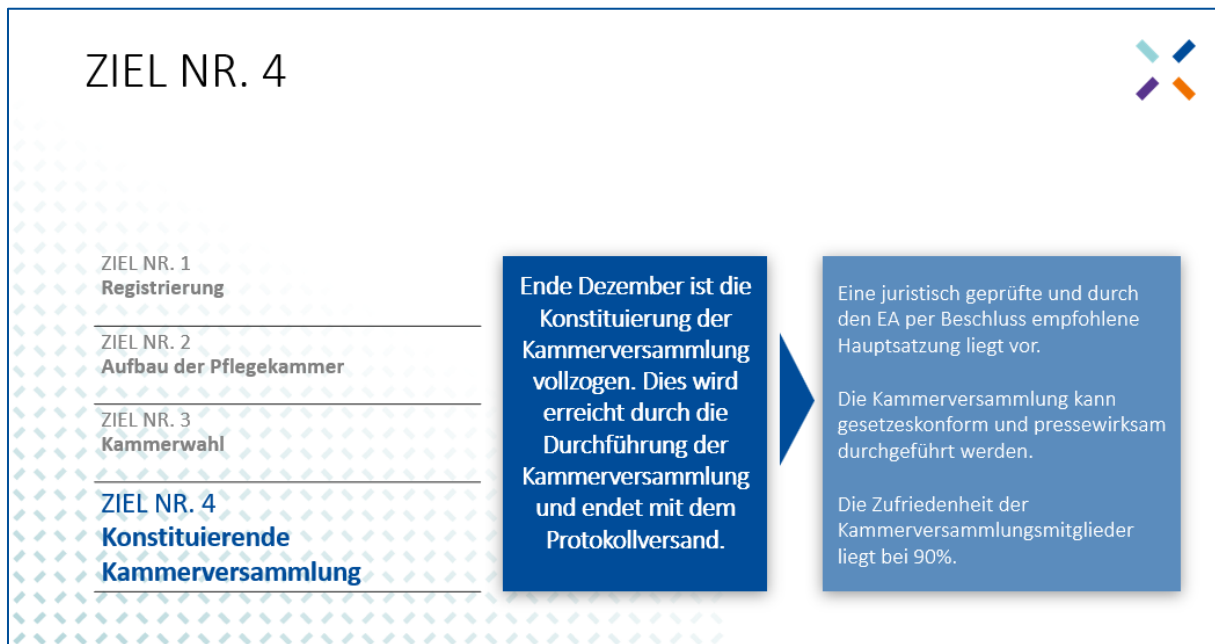 ZIEL NR. 4
ZIEL NR. 1
Registrierung
ZIEL NR. 2
Aufbau der Pflegekammer
ZIEL NR. 3
Kammerwahl
ZIEL NR. 4
Konstituierende
Kammerversammlung
Ende Dezember ist die
Konstituierung der
Kammerversammlung
vollzogen. Dies wird
erreicht durch die
Durchführung der
Kammerversammlung
und endet mit dem
Protokollversand.
Eine juristisch geprüfte und durch
den EA per Beschluss empfohlene
Hauptsatzung liegt vor.
Die Kammerversammlung kann
gesetzeskonform und pressewirksam
durchgeführt werden.
Die Zufriedenheit der
Kammerversammlungsmitglieder
liegt bei 90%.